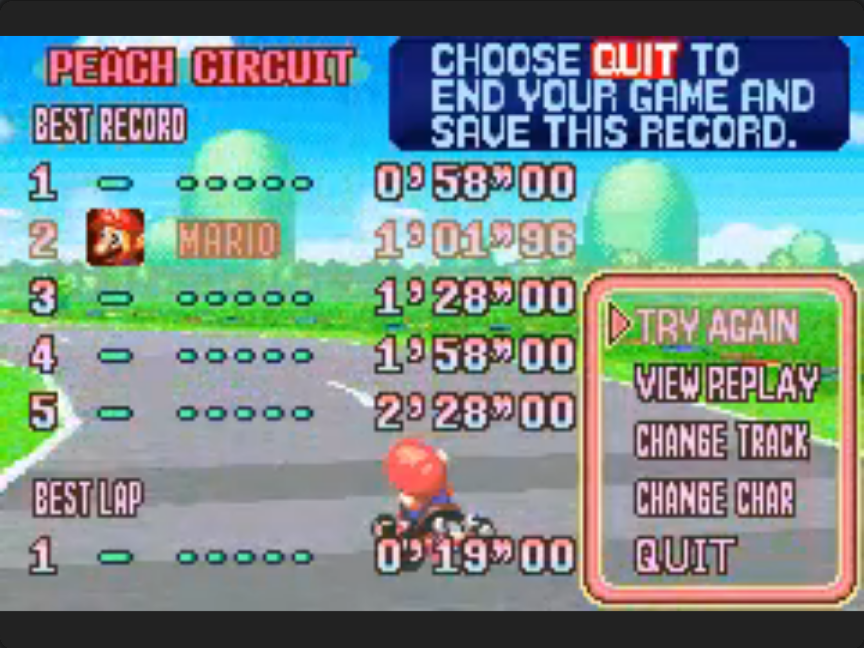 PEACH CIRCUIT
CHOOSE QUIT TO
END YOUR GAME AND
SAVE THIS RECORD.
BEST RECORD
1 - ----- 0'58"00
2 MARIO 1'01"96
3 - ----- 1'28"00
4 - ----- 1'58"00
5 - ----- 2'28"00
BEST LAP
1 - ----- 0'19"00
TRY AGAIN
VIEW REPLAY
CHANGE TRACK
CHANGE CHAR
QUIT